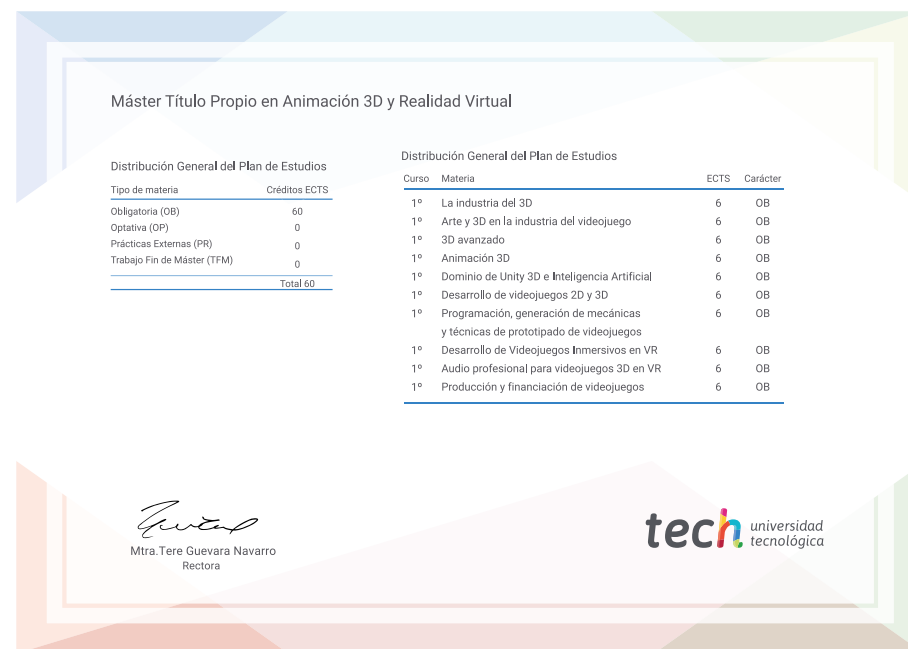 Máster Título Propio en Animación 3D y Realidad Virtual
Distribución General del Plan de Estudios
Tipo de materia Créditos ECTS
Obligatoria (OB) 60
Optativa (OP) 0
Prácticas Externas (PR) 0
Trabajo Fin de Máster (TFM) 0
Total 60
Distribución General del Plan de Estudios
Curso Materia ECTS Carácter
1º La industria del 3D 6 OB
1º Arte y 3D en la industria del videojuego 6 OB
1º 3D avanzado 6 OB
1º Animación 3D 6 OB
1º Dominio de Unity 3D e Inteligencia Artificial 6 OB
1º Desarrollo de videojuegos 2D y 3D 6 OB
1º Programación, generación de mecánicas 6 OB
y técnicas de prototipado de videojuegos
1º Desarrollo de Videojuegos Inmersivos en VR 6 OB
1º Audio profesional para videojuegos 3D en VR 6 OB
1º Producción y financiación de videojuegos 6 OB
Mtra.Tere Guevara Navarro
Rectora
tech universidad
tecnológica